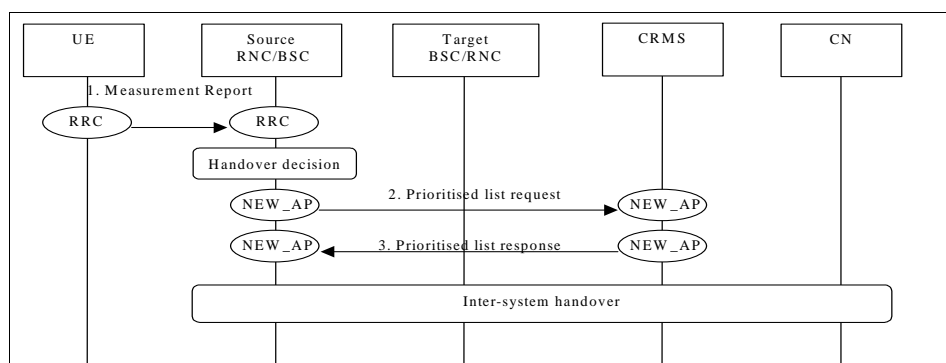 UE
Source
RNC/BSC
Target
BSC/RNC
CRMS
CN
1. Measurement Report
RRC
RRC
Handover decision
2. Prioritised list request
NEW_AP
NEW_AP
3. Prioritised list response
NEW_AP
NEW_AP
Inter-system handover